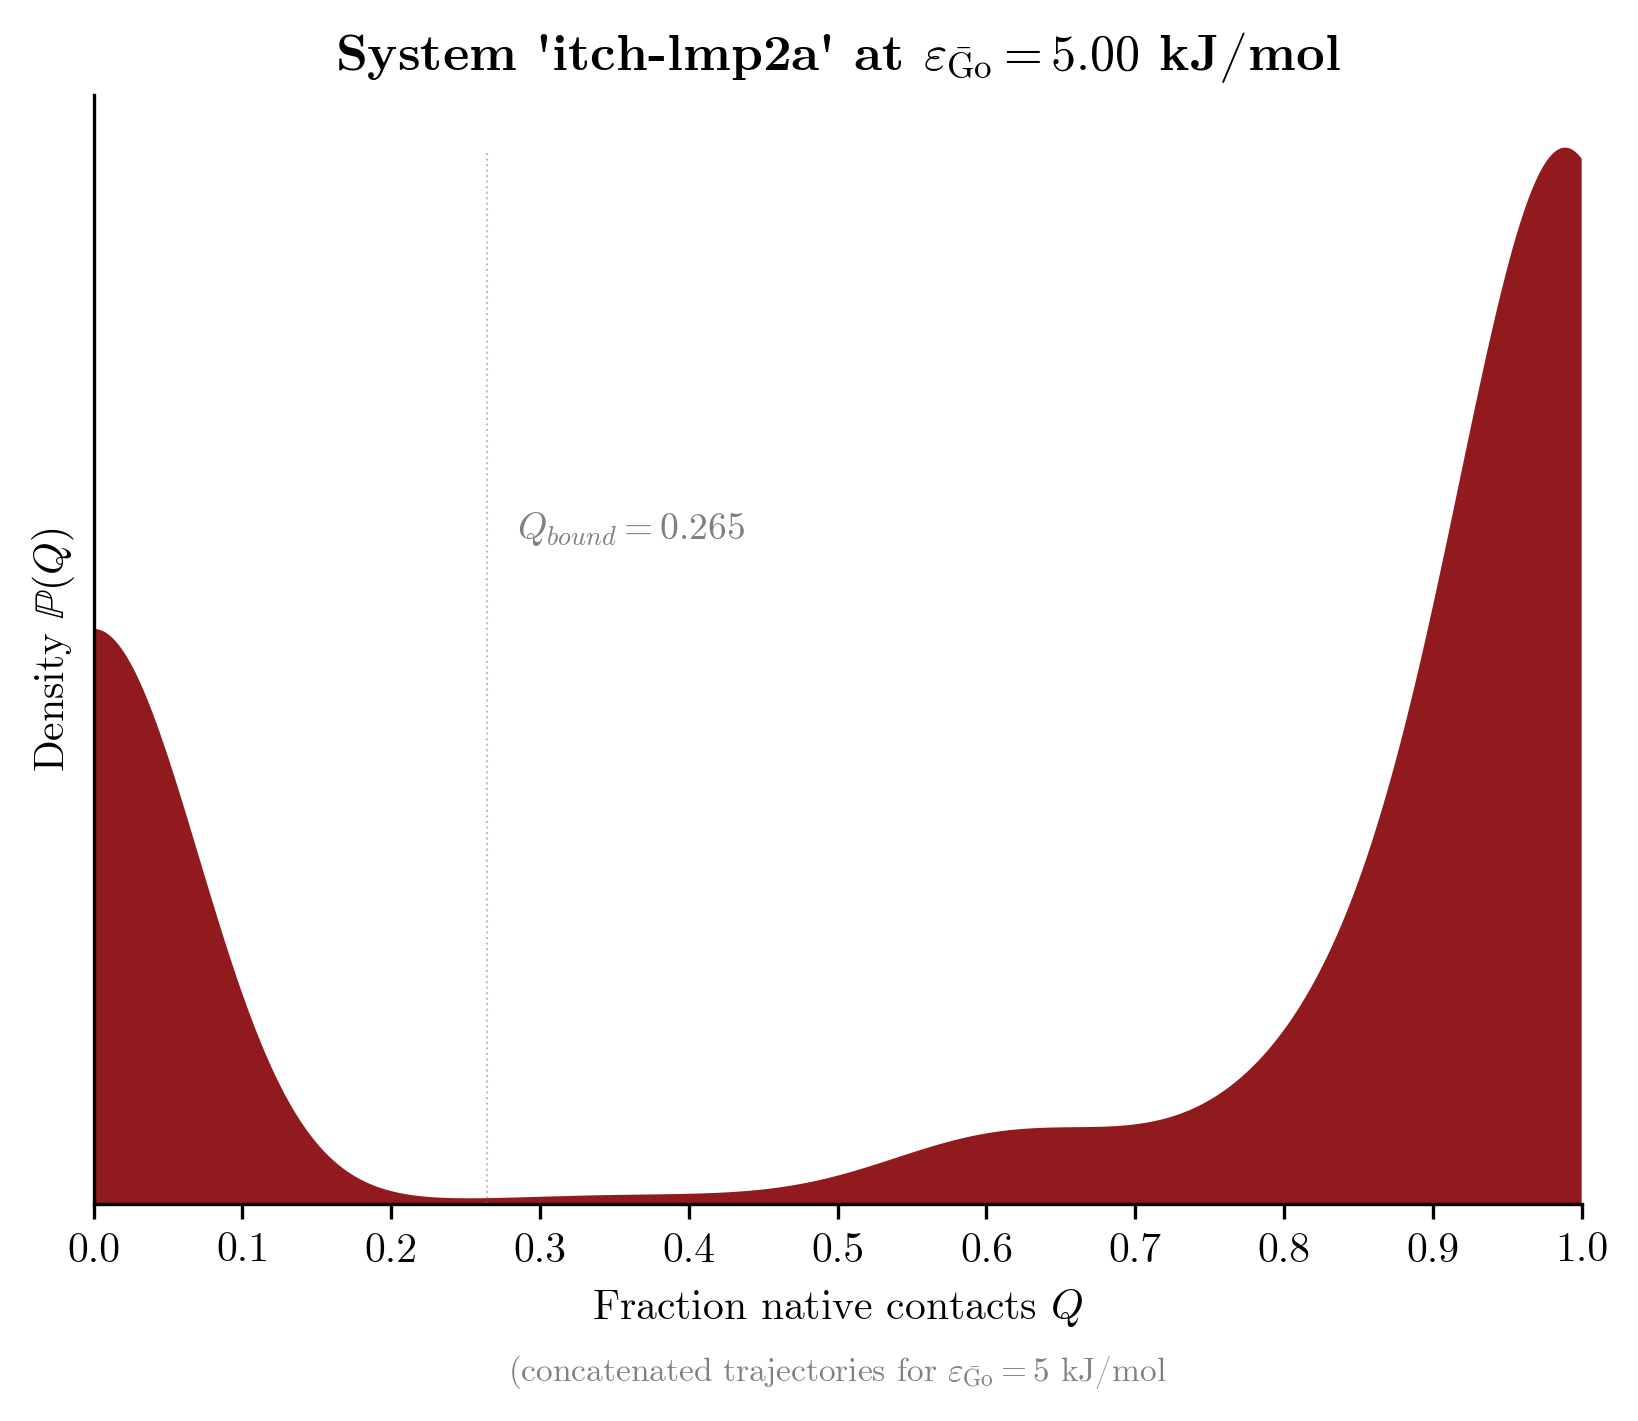 System 'itch-lmp2a' at ε_Ḡo = 5.00 kJ/mol
Density ℙ(Q)
Q_bound = 0.265
0.0 0.1 0.2 0.3 0.4 0.5 0.6 0.7 0.8 0.9 1.0
Fraction native contacts Q
(concatenated trajectories for ε_Ḡo = 5 kJ/mol